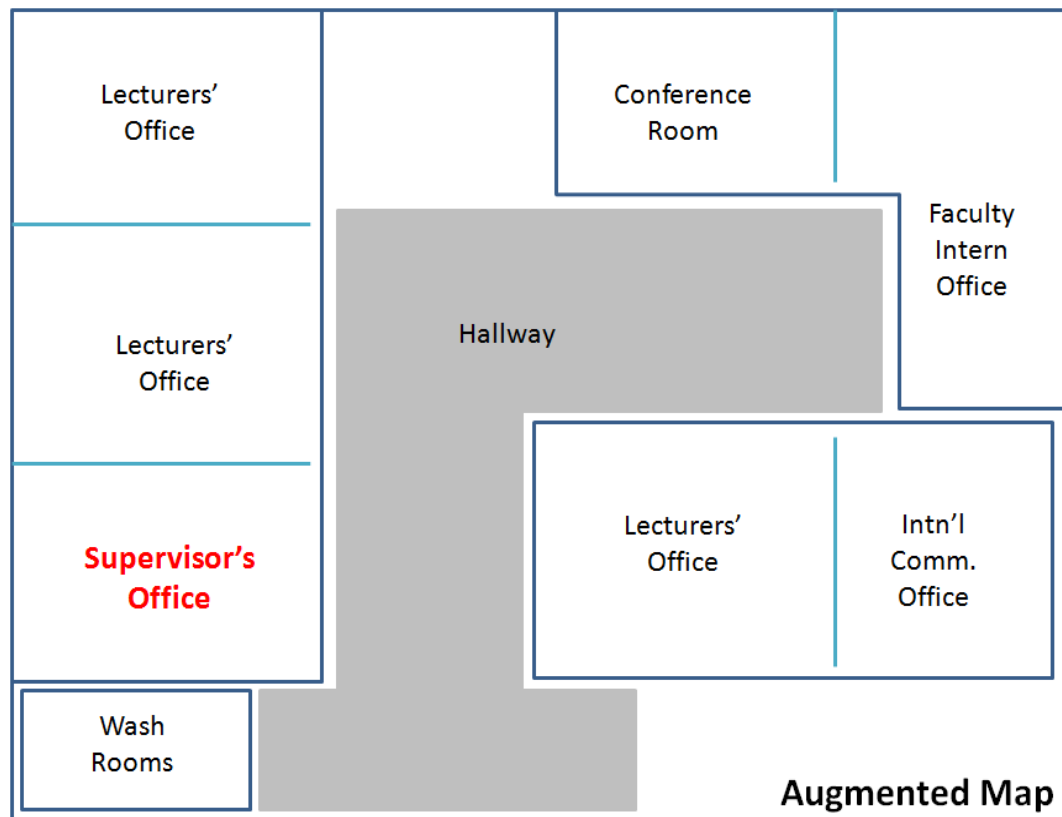 Lecturers’
Office
Conference
Room
Faculty
Intern
Office
Hallway
Lecturers’
Office
Supervisor’s
Office
Lecturers’
Office
Intn’l
Comm.
Office
Wash
Rooms
Augmented Map